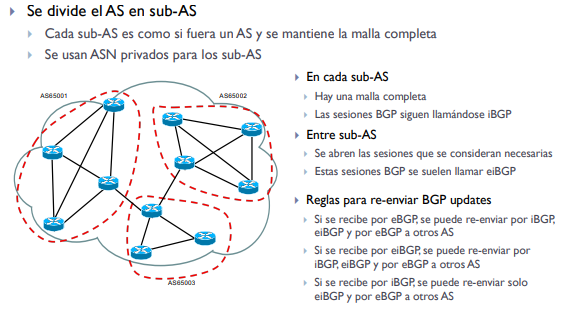 Se divide el AS en sub-AS
Cada sub-AS es como si fuera un AS y se mantiene la malla completa
Se usan ASN privados para los sub-AS
AS65001
AS65002
AS65003
En cada sub-AS
Hay una malla completa
Las sesiones BGP siguen llamándose iBGP
Entre sub-AS
Se abren las sesiones que se consideran necesarias
Estas sesiones BGP se suelen llamar eiBGP
Reglas para re-enviar BGP updates
Si se recibe por eBGP, se puede re-enviar por iBGP,
eiBGP y por eBGP a otros AS
Si se recibe por eiBGP, se puede re-enviar por
iBGP, eiBGP y por eBGP a otros AS
Si se recibe por iBGP, se puede re-enviar solo
eiBGP y por eBGP a otros AS